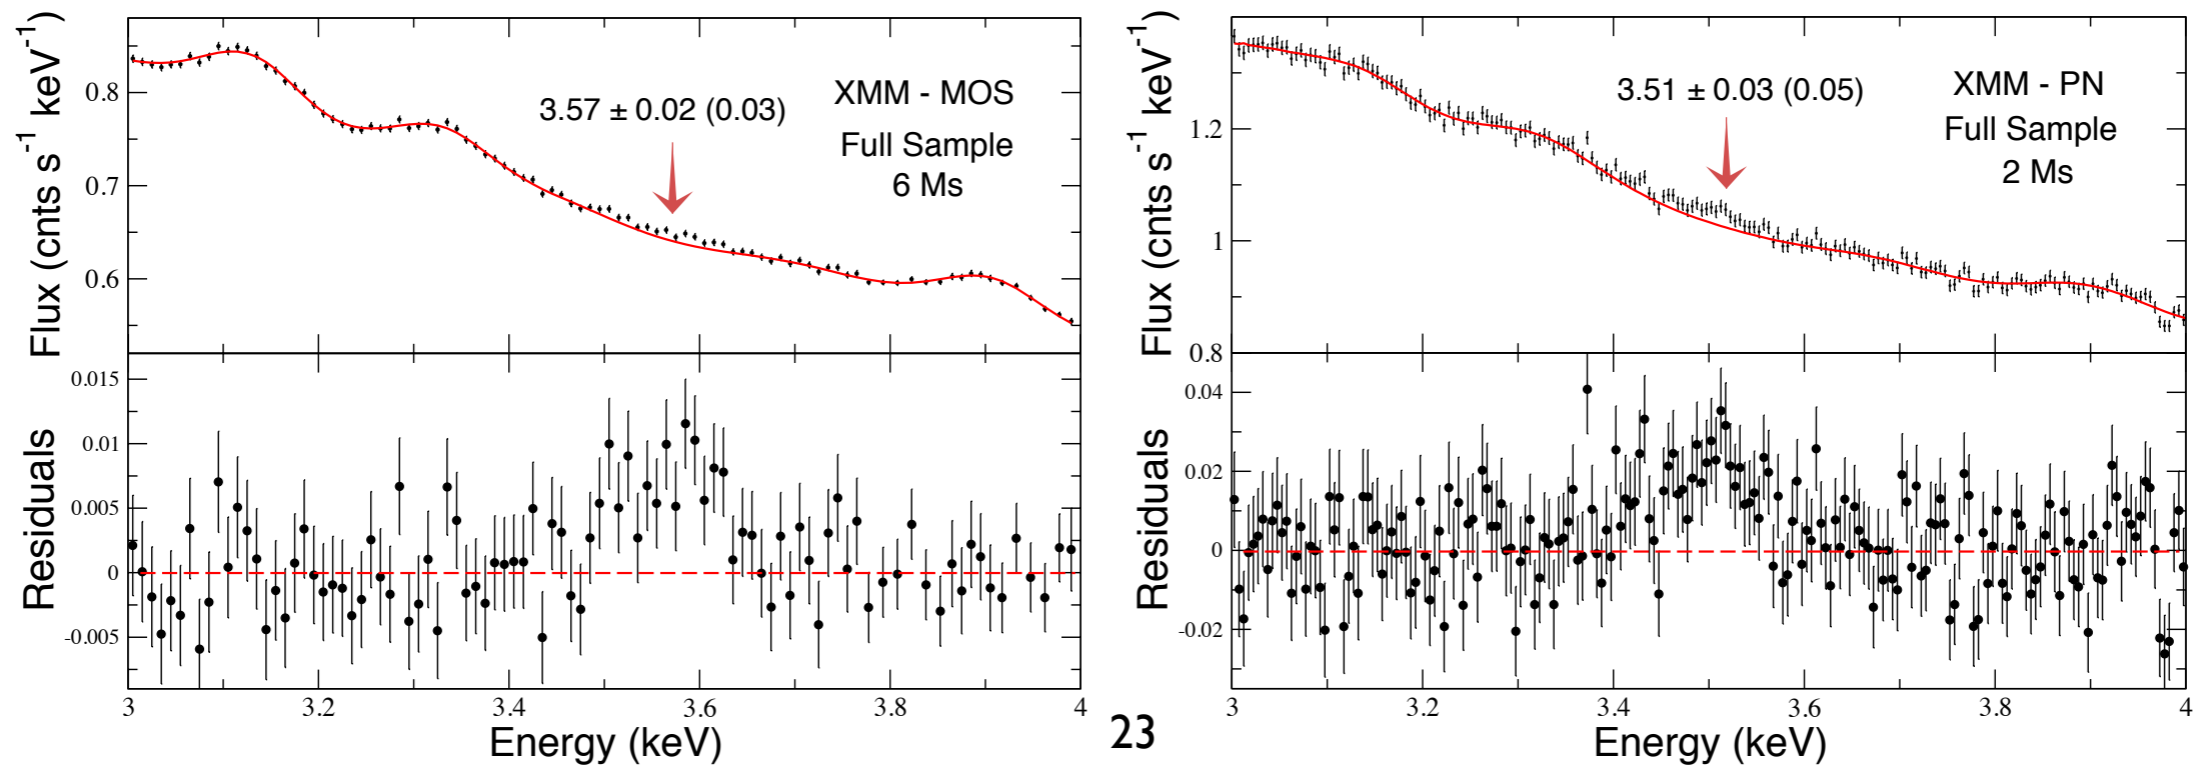 Flux (cnts s⁻¹ keV⁻¹)
0.8
0.7
0.6
3.57 ± 0.02 (0.03)
XMM - MOS
Full Sample
6 Ms
Residuals
0.015
0.01
0.005
0
-0.005
3 3.2 3.4 3.6 3.8 4
Energy (keV)
23
Flux (cnts s⁻¹ keV⁻¹)
1.2
1
0.8
3.51 ± 0.03 (0.05)
XMM - PN
Full Sample
2 Ms
Residuals
0.04
0.02
0
-0.02
3 3.2 3.4 3.6 3.8 4
Energy (keV)